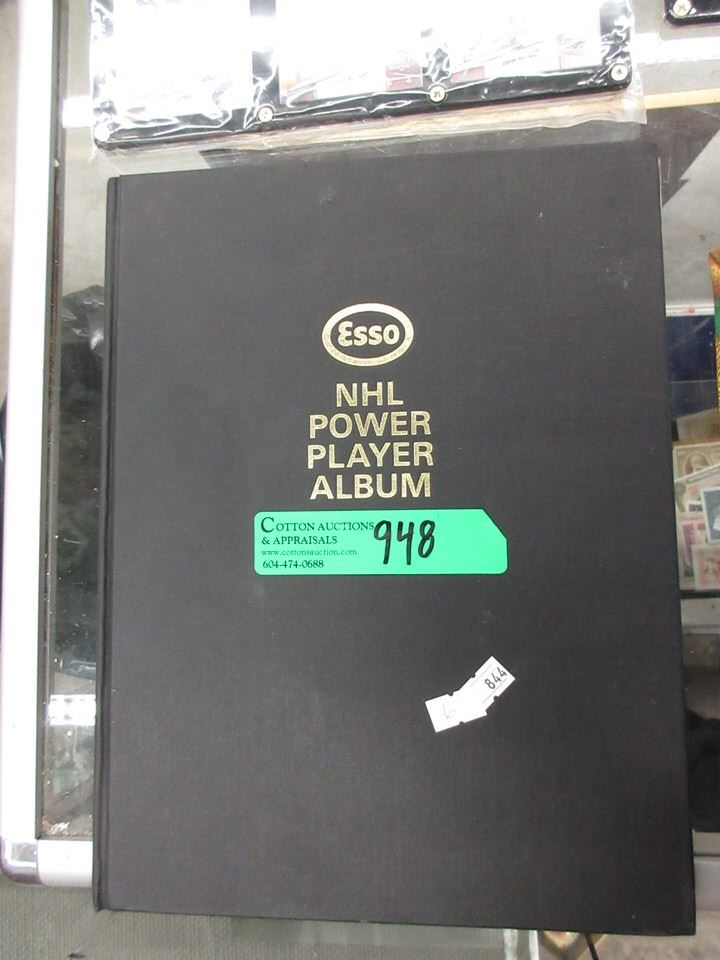 Esso
NHL
POWER
PLAYER
ALBUM
COTTON AUCTIONS
& APPRAISALS
www.cottonsauction.com
604-474-0688
948
844